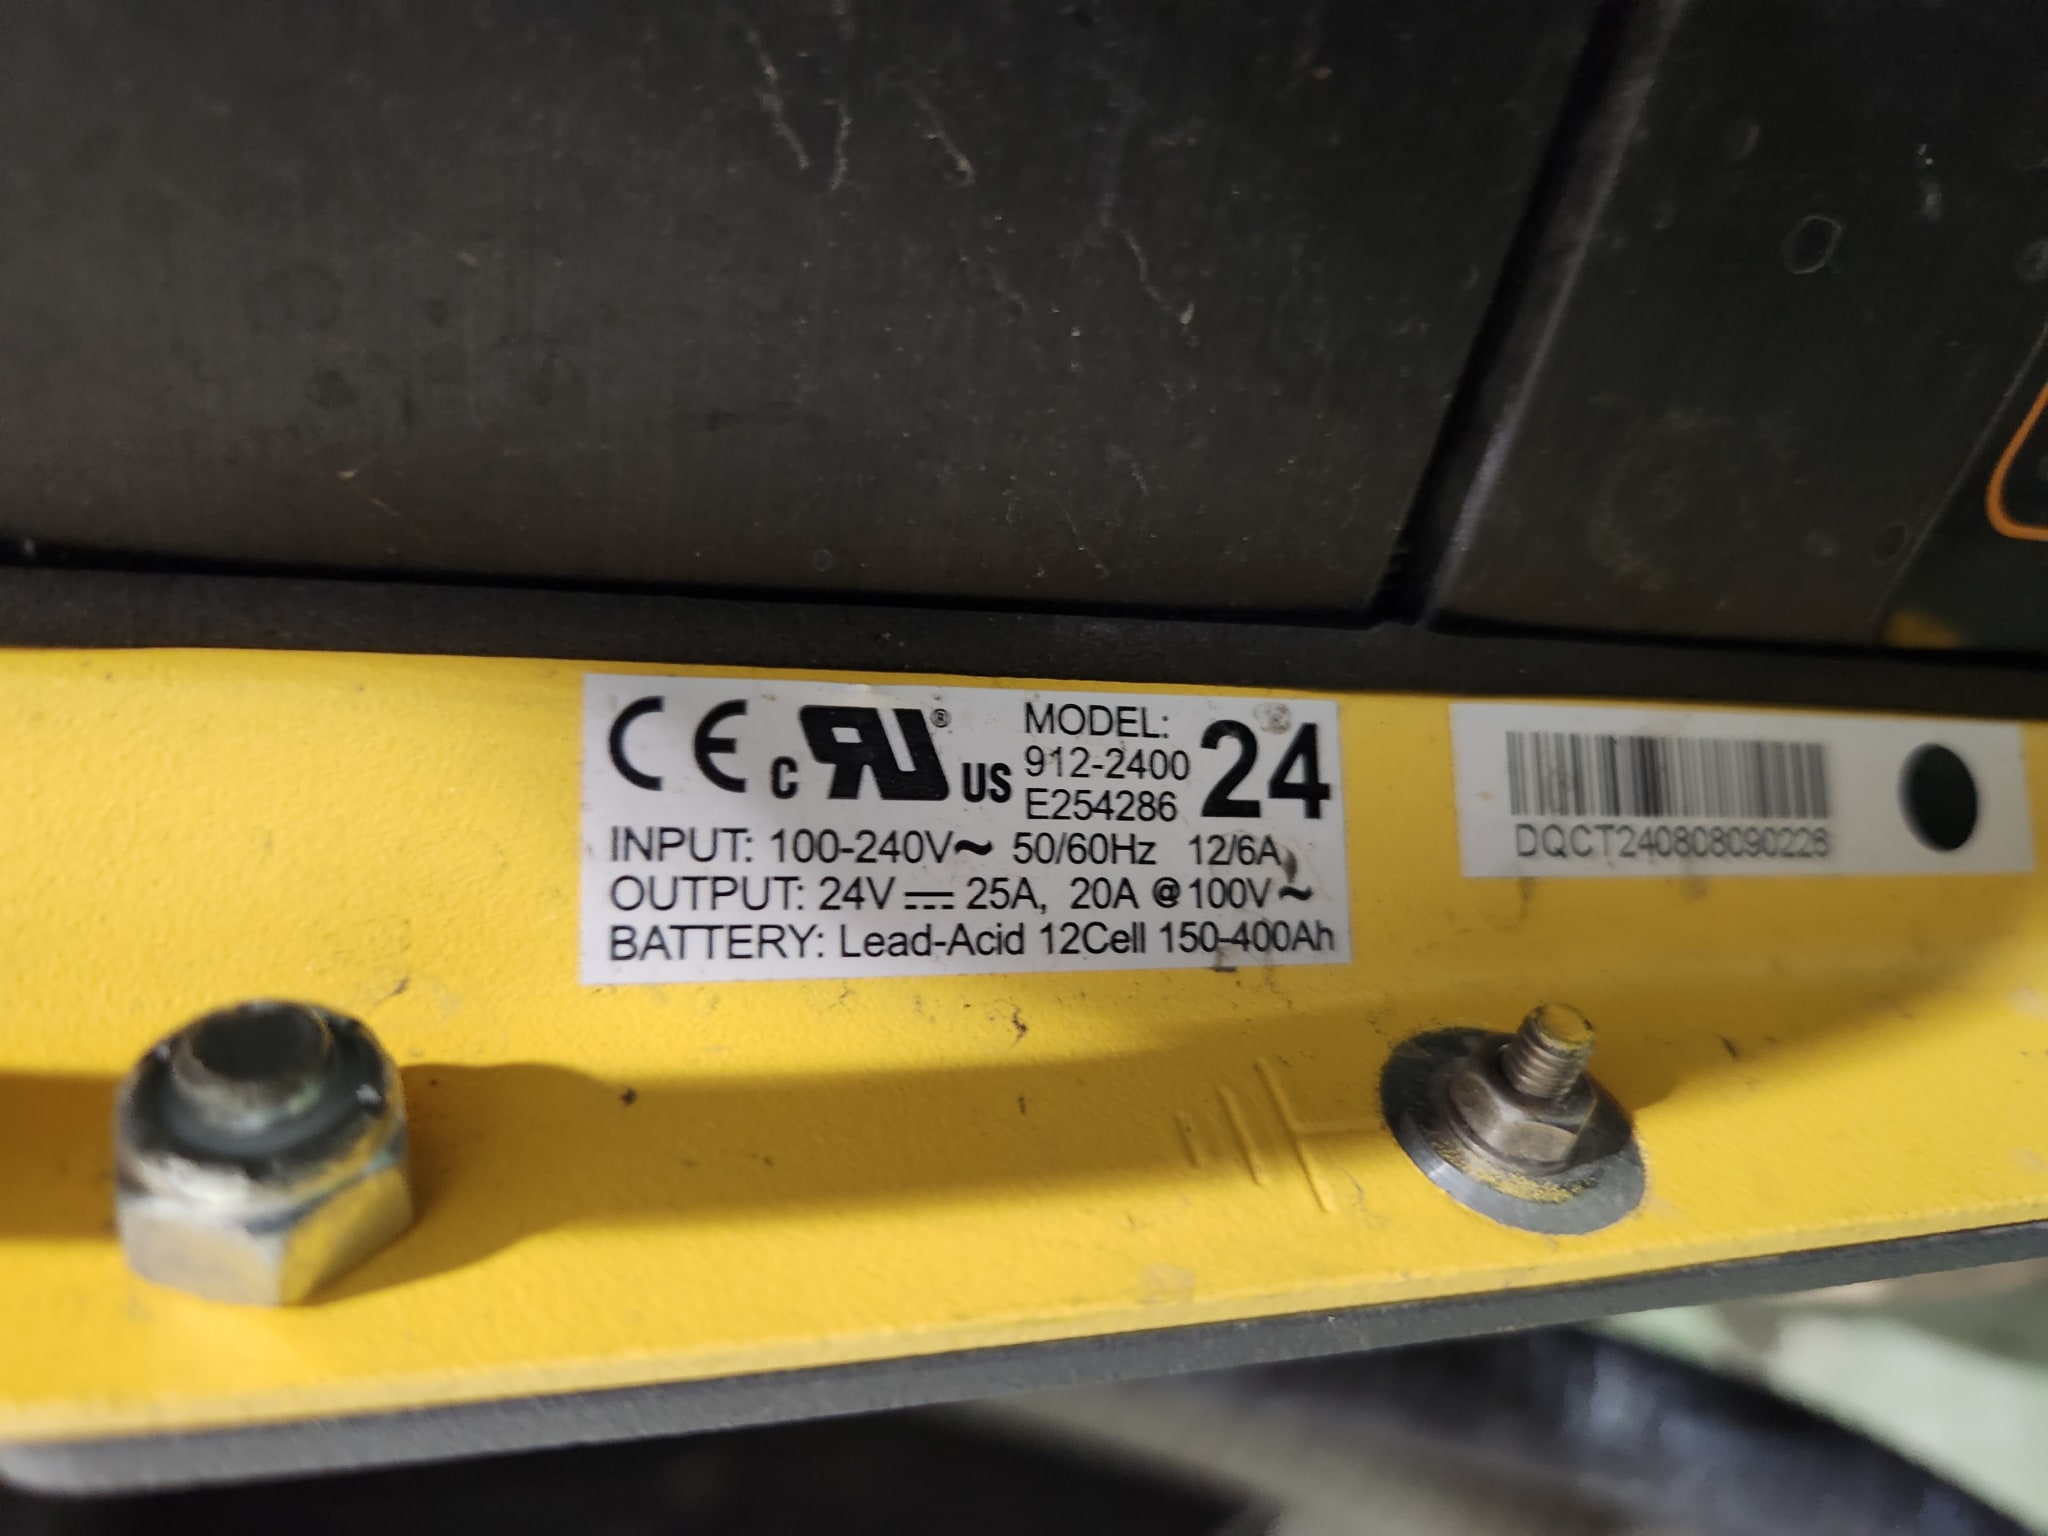 CE c RU® US MODEL: 24
912-2400
E254286
INPUT: 100-240V~ 50/60Hz 12/6A
OUTPUT: 24V⎓ 25A, 20A @100V~
BATTERY: Lead-Acid 12Cell 150-400Ah
DQCT240808090226